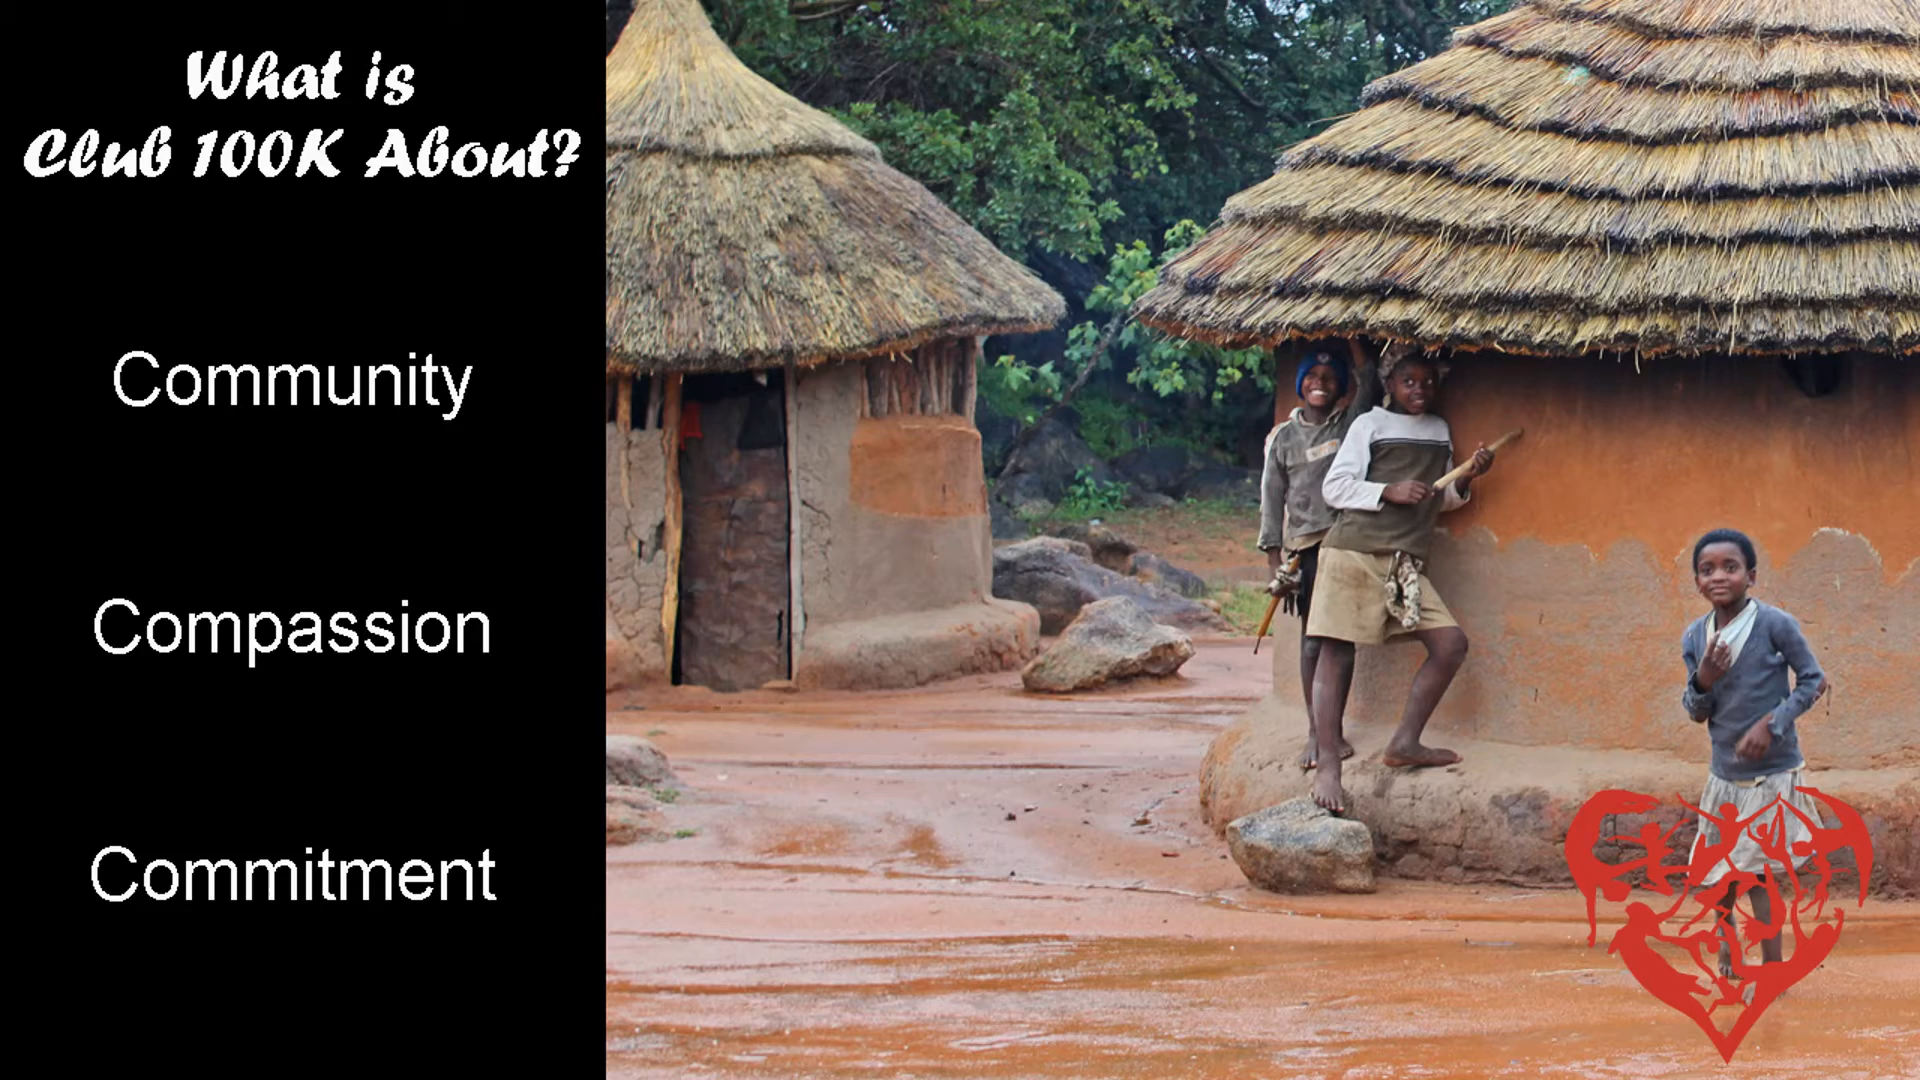 What is
Club 100K About?
Community
Compassion
Commitment